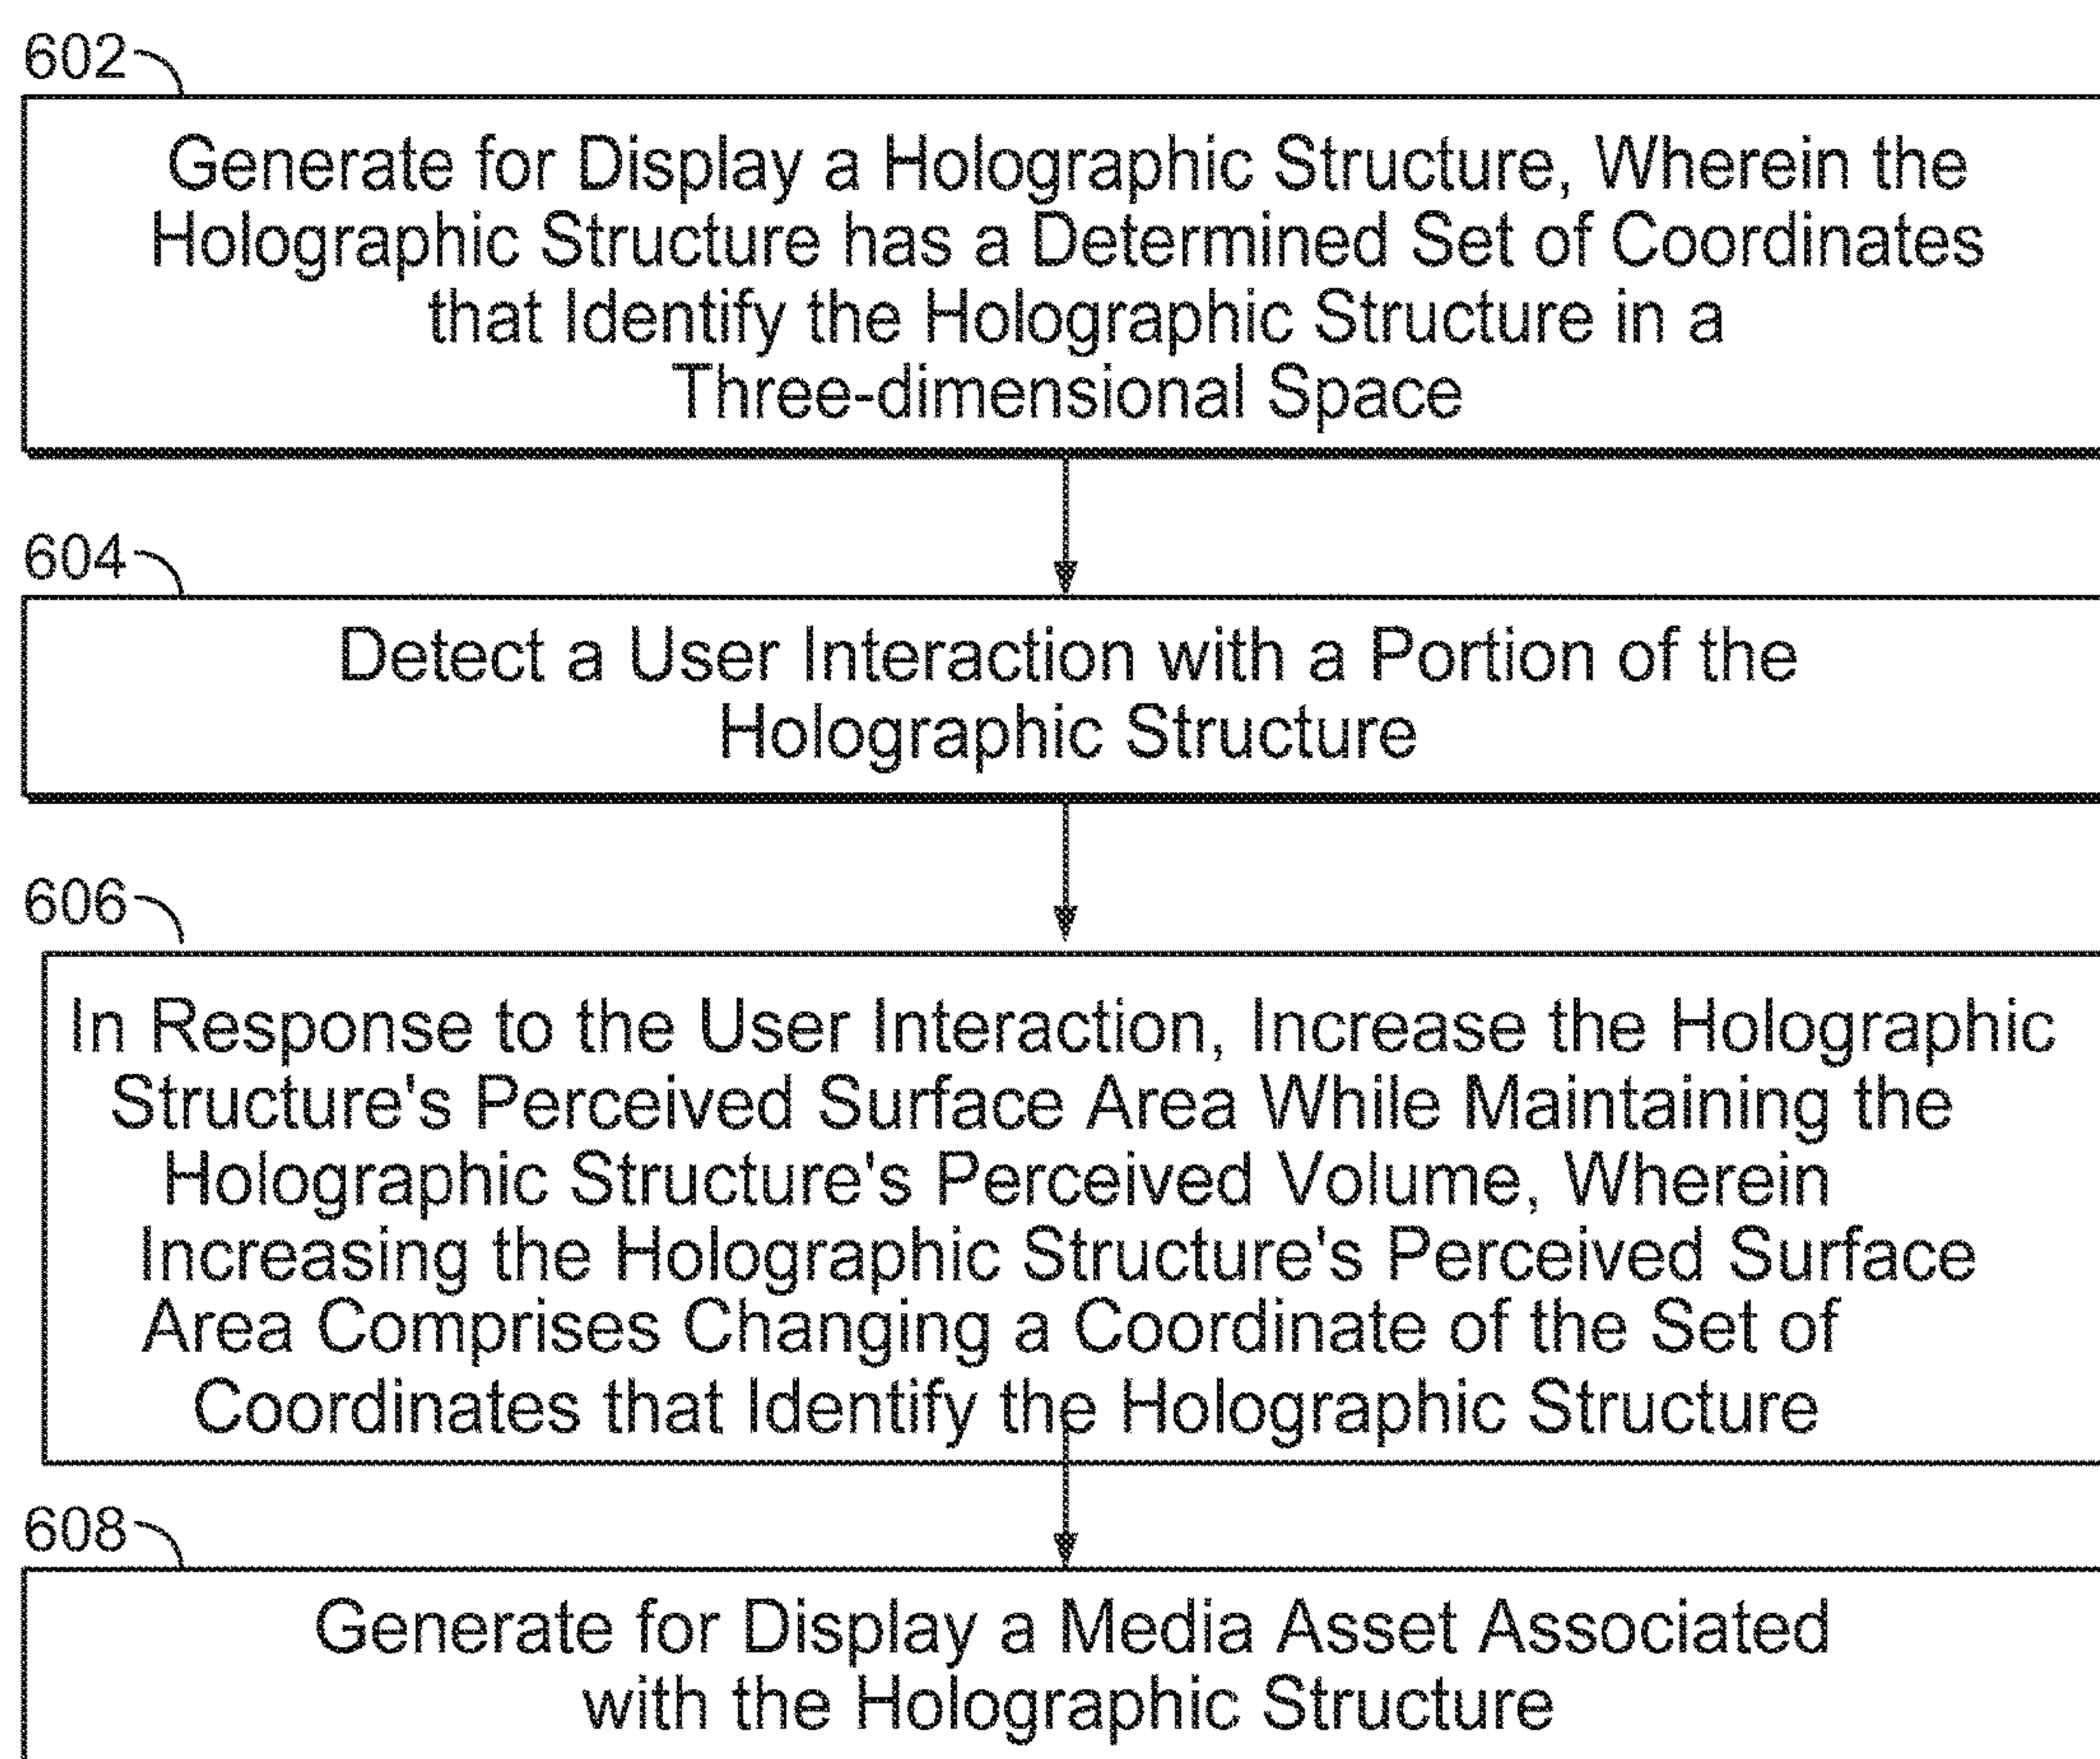 602
Generate for Display a Holographic Structure, Wherein the
Holographic Structure has a Determined Set of Coordinates
that Identify the Holographic Structure in a
Three-dimensional Space
604
Detect a User Interaction with a Portion of the
Holographic Structure
606
In Response to the User Interaction, Increase the Holographic
Structure's Perceived Surface Area While Maintaining the
Holographic Structure's Perceived Volume, Wherein
Increasing the Holographic Structure's Perceived Surface
Area Comprises Changing a Coordinate of the Set of
Coordinates that Identify the Holographic Structure
608
Generate for Display a Media Asset Associated
with the Holographic Structure